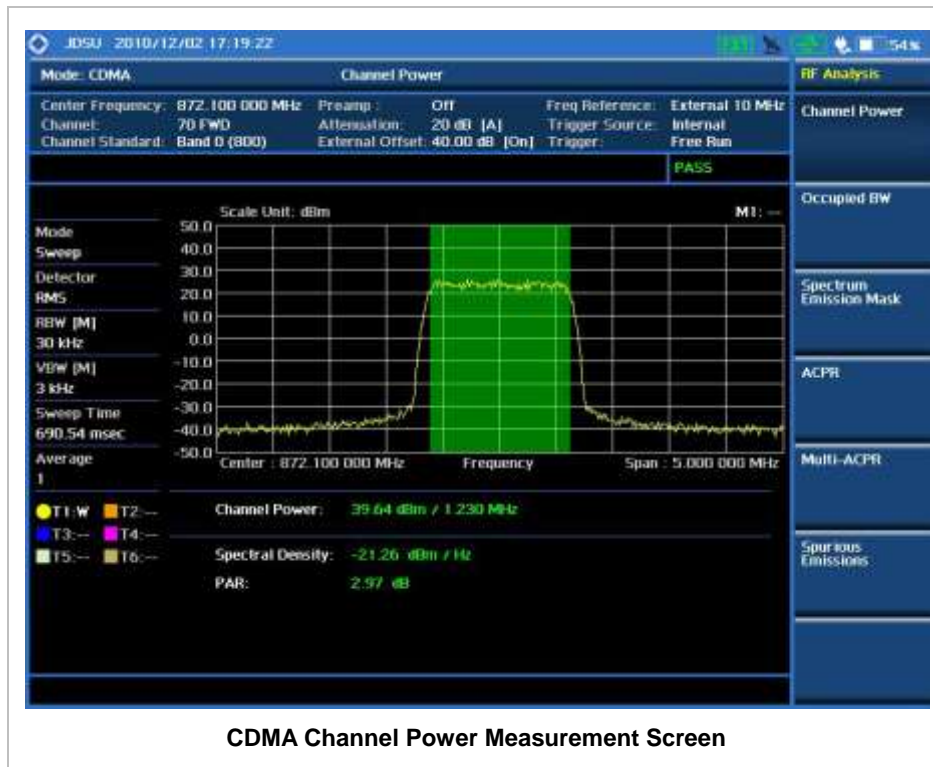 JDSU 2010/12/02 17:19:22
54%
Mode: CDMA Channel Power
RF Analysis
Center Frequency: 872.100 000 MHz Preamp : Off Freq Reference: External 10 MHz
Channel: 70 FWD Attenuation: 20 dB [A] Trigger Source: Internal
Channel Standard: Band 0 (800) External Offset: 40.00 dB [On] Trigger: Free Run
PASS
Channel Power
Occupied BW
Spectrum
Emission Mask
ACPR
Multi-ACPR
Spurious
Emissions
Scale Unit: dBm M1: --
Mode
Sweep
Detector
RMS
RBW [M]
30 kHz
VBW [M]
3 kHz
Sweep Time
690.54 msec
Average
1
50.0
40.0
30.0
20.0
10.0
0.0
-10.0
-20.0
-30.0
-40.0
-50.0
Center : 872.100 000 MHz Frequency Span : 5.000 000 MHz
T1:W T2:--
T3:-- T4:--
T5:-- T6:--
Channel Power: 39.64 dBm / 1.230 MHz
Spectral Density: -21.26 dBm / Hz
PAR: 2.97 dB
CDMA Channel Power Measurement Screen